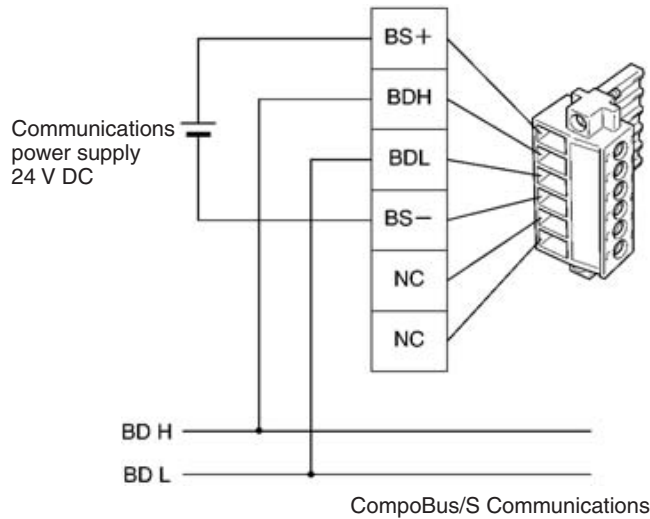 BS+
BDH
Communications
power supply
24 V DC
BDL
BS−
NC
NC
BD H
BD L
CompoBus/S Communications